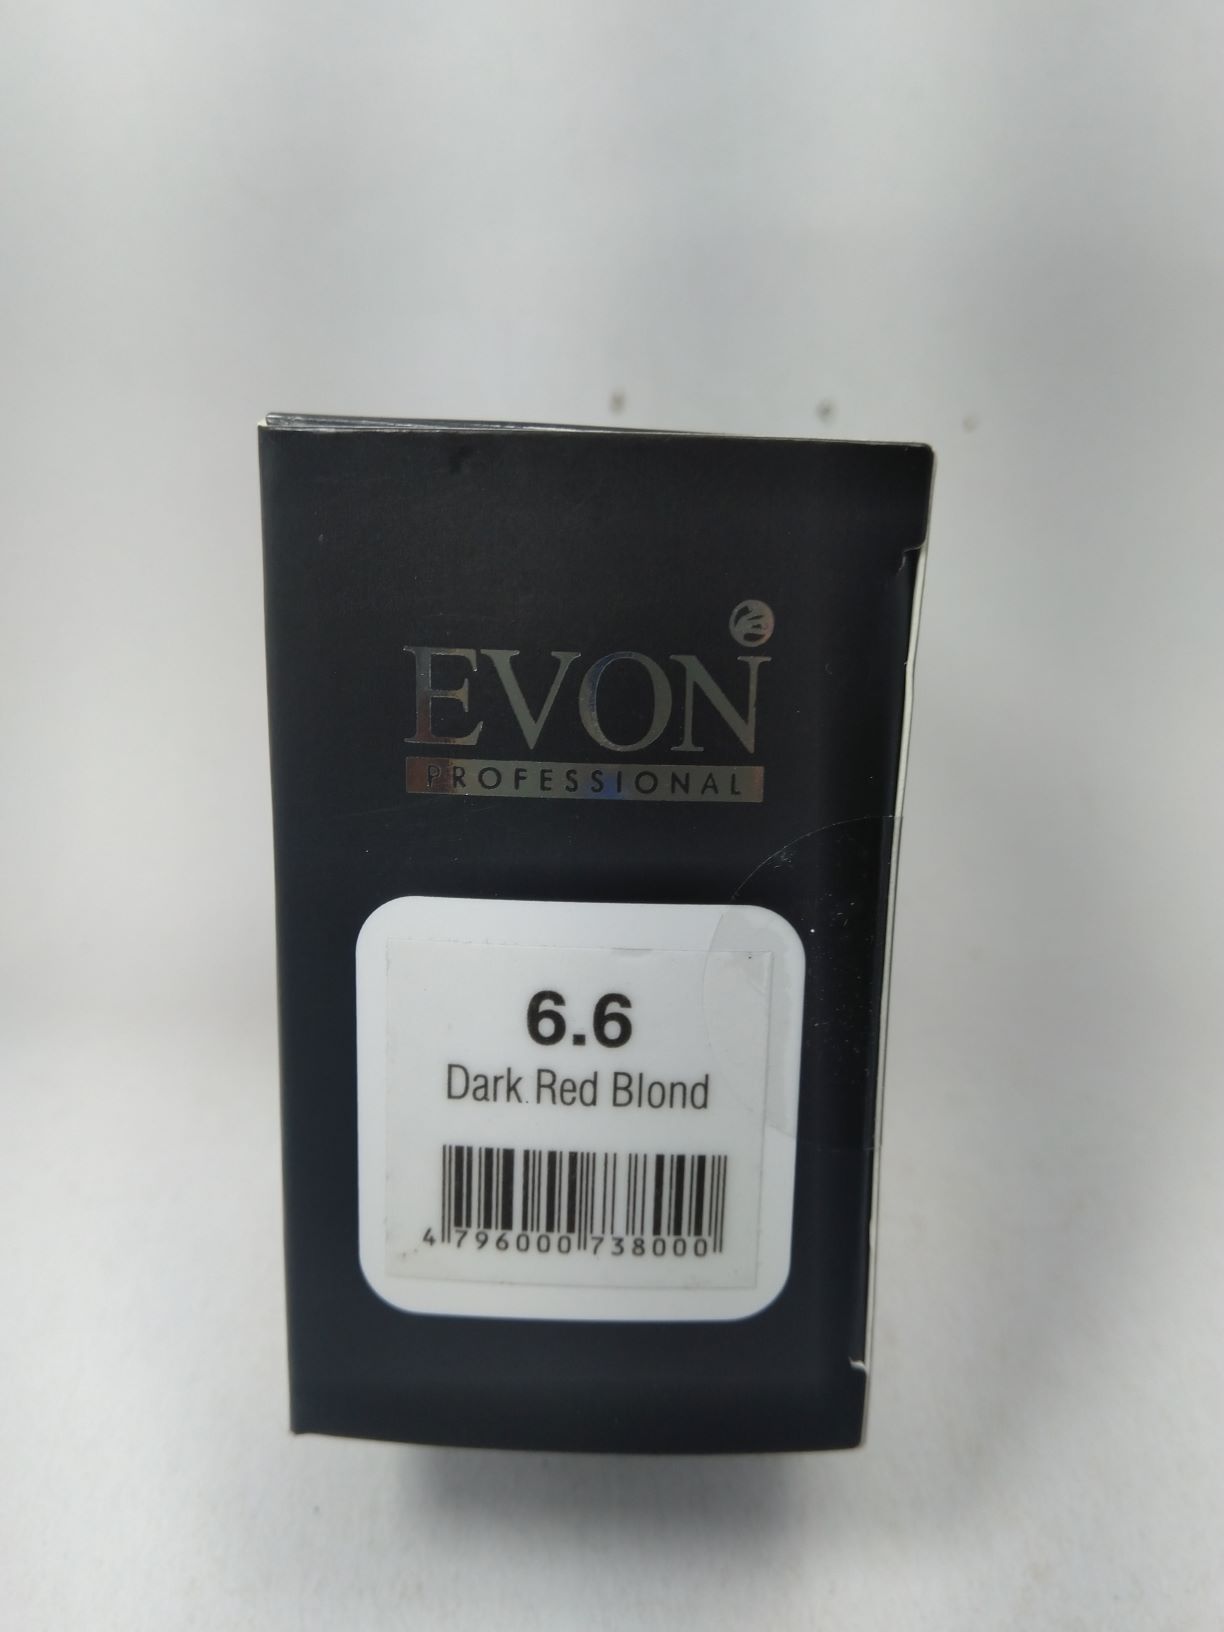 EVON
PROFESSIONAL
6.6
Dark Red Blond
4 796000 738000